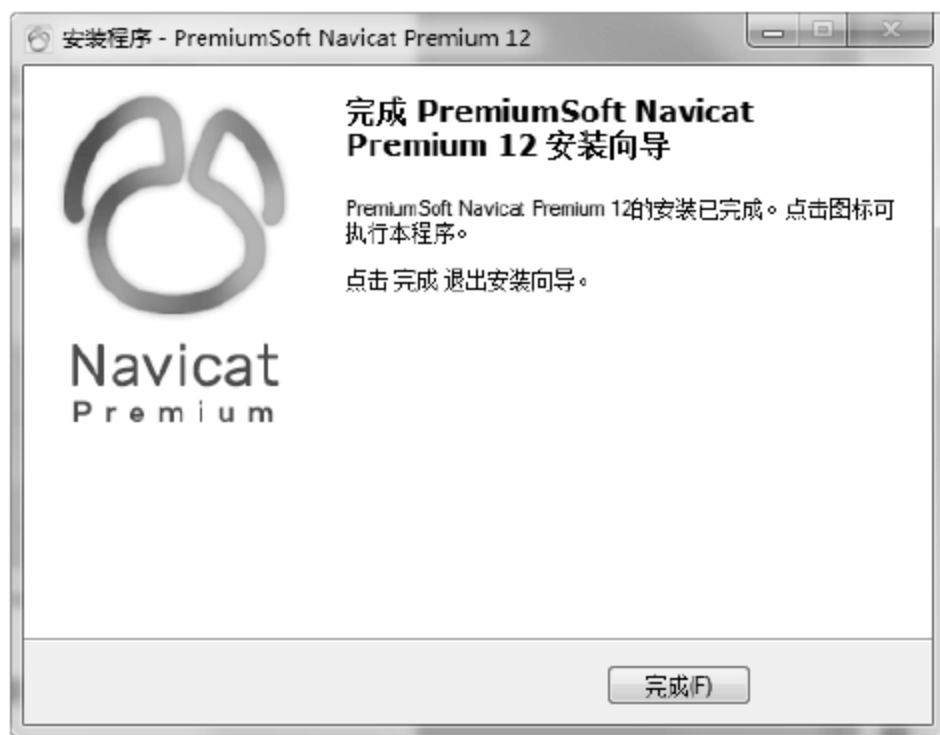 安装程序 - PremiumSoft Navicat Premium 12
完成 PremiumSoft Navicat
Premium 12 安装向导
PremiumSoft Navicat Premium 12的安装已完成。点击图标可
执行本程序。
点击 完成 退出安装向导。
Navicat
Premium
完成(F)